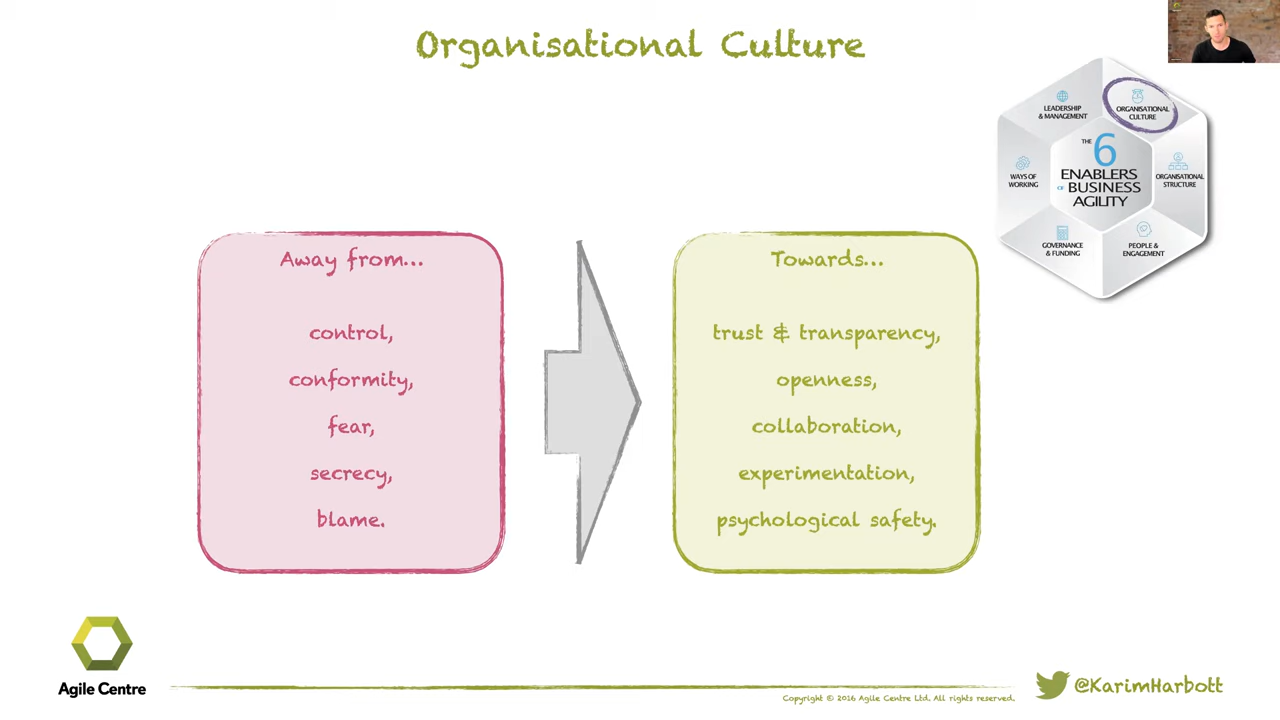 Organisational Culture
LEADERSHIP
& MANAGEMENT
ORGANISATIONAL
CULTURE
THE 6
ENABLERS
OF BUSINESS
AGILITY
WAYS OF
WORKING
ORGANISATIONAL
STRUCTURE
GOVERNANCE
& FUNDING
PEOPLE &
ENGAGEMENT
Away from...
control,
conformity,
fear,
secrecy,
blame.
Towards...
trust & transparency,
openness,
collaboration,
experimentation,
psychological safety.
Agile Centre
Copyright © 2016 Agile Centre Ltd. All rights reserved.
@KarimHarbott